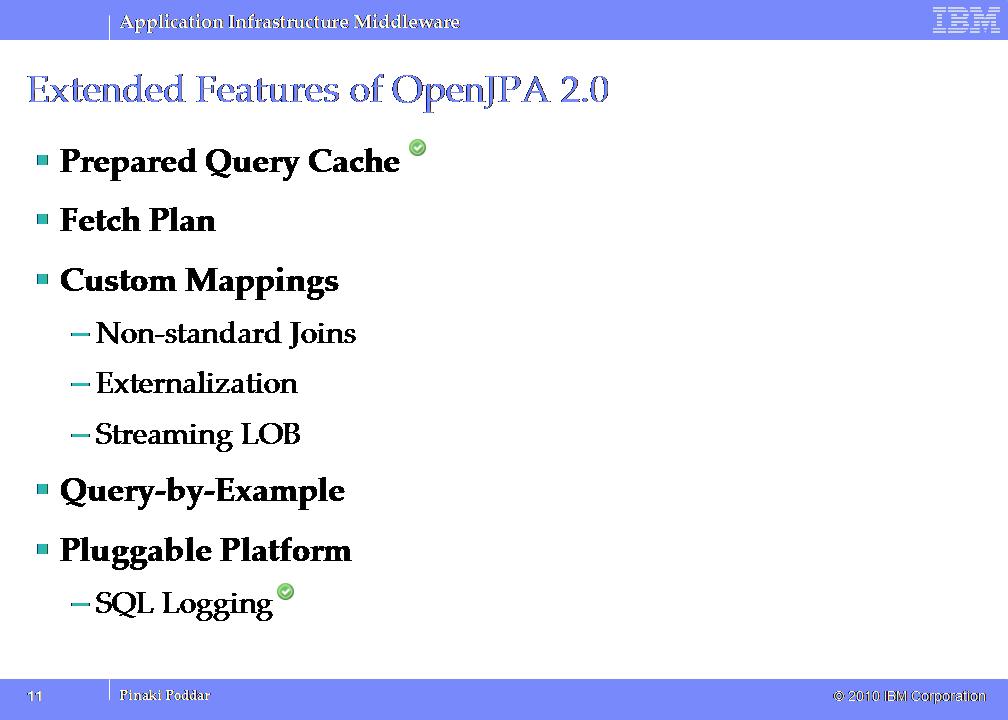 Application Infrastructure Middleware
IBM
Extended Features of OpenJPA 2.0
Prepared Query Cache
Fetch Plan
Custom Mappings
– Non-standard Joins
– Externalization
– Streaming LOB
Query-by-Example
Pluggable Platform
– SQL Logging
11
Pinaki Poddar
© 2010 IBM Corporation